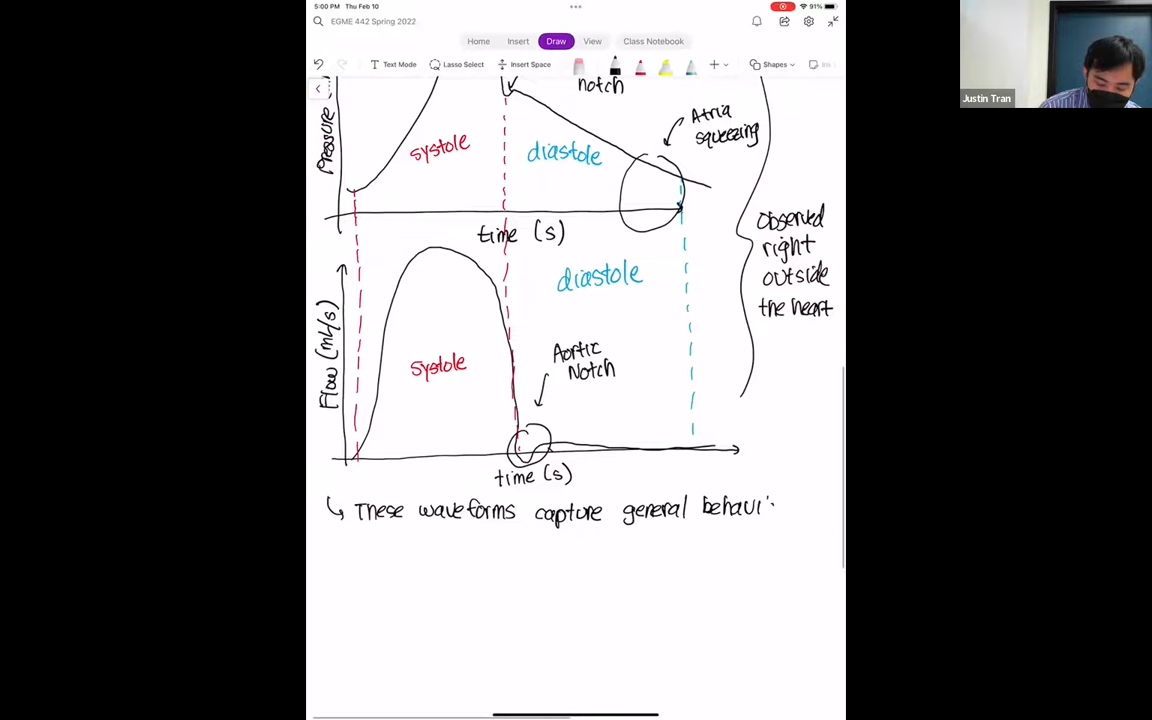 5:00 PM Thu Feb 10
91%
EGME 442 Spring 2022
Home Insert Draw View Class Notebook
Text Mode Lasso Select Insert Space Shapes
Justin Tran
notch
Atria
squeezing
Pressure
systole
diastole
time (s)
observed
right
outside
the heart
diastole
Flow (mL/s)
systole
Aortic
Notch
time (s)
These waveforms capture general behavi